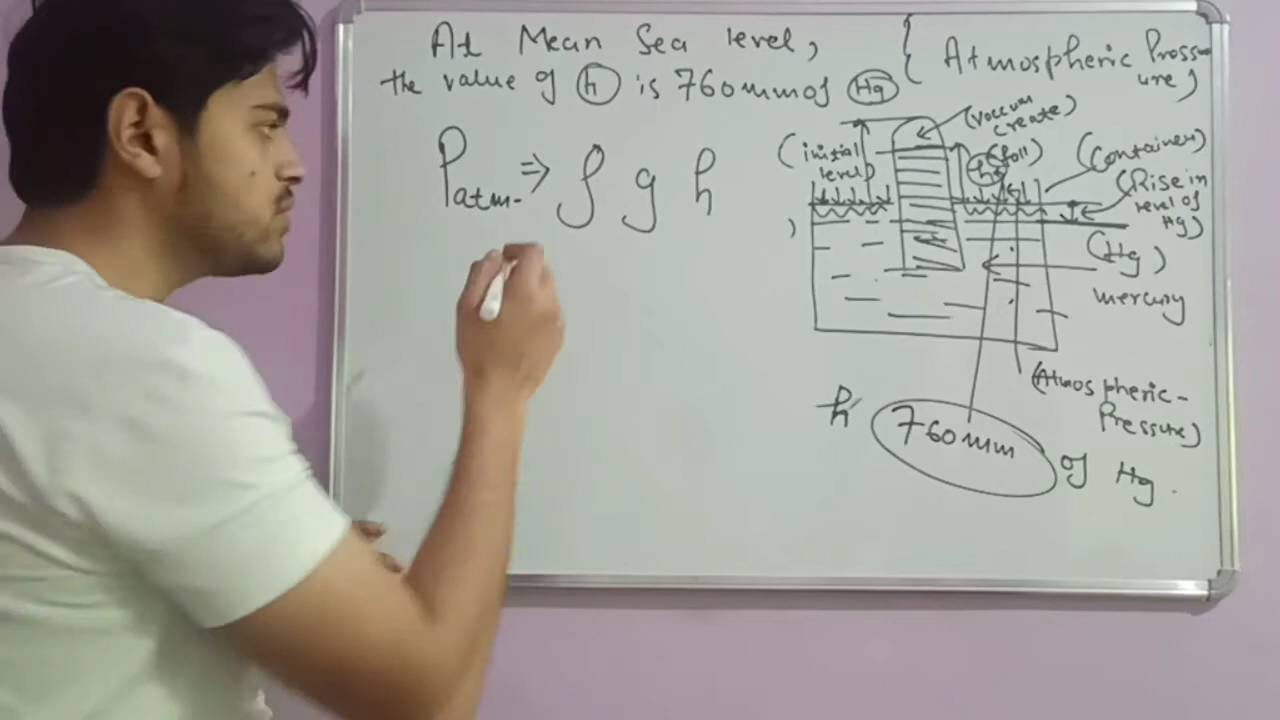 At Mean Sea level,
the value of h is 760mm of Hg
{ Atmospheric Pressure }
Patm. ⇒ ρ g h
(vaccum create)
(initial level)
h (fall)
(Container)
(Rise in level of Hg)
(Hg) mercury
(Atmospheric-Pressure)
h 760mm of Hg.